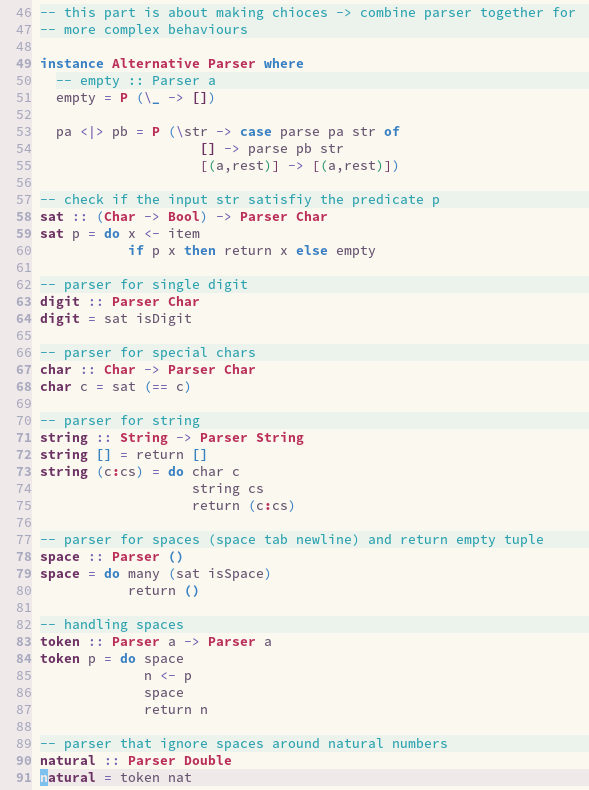 46 -- this part is about making chioces -> combine parser together for
47 -- more complex behaviours
48
49 instance Alternative Parser where
50   -- empty :: Parser a
51   empty = P (\_ -> [])
52
53   pa <|> pb = P (\str -> case parse pa str of
54                     [] -> parse pb str
55                     [(a,rest)] -> [(a,rest)])
56
57 -- check if the input str satisfiy the predicate p
58 sat :: (Char -> Bool) -> Parser Char
59 sat p = do x <- item
60            if p x then return x else empty
61
62 -- parser for single digit
63 digit :: Parser Char
64 digit = sat isDigit
65
66 -- parser for special chars
67 char :: Char -> Parser Char
68 char c = sat (== c)
69
70 -- parser for string
71 string :: String -> Parser String
72 string [] = return []
73 string (c:cs) = do char c
74                    string cs
75                    return (c:cs)
76
77 -- parser for spaces (space tab newline) and return empty tuple
78 space :: Parser ()
79 space = do many (sat isSpace)
80            return ()
81
82 -- handling spaces
83 token :: Parser a -> Parser a
84 token p = do space
85              n <- p
86              space
87              return n
88
89 -- parser that ignore spaces around natural numbers
90 natural :: Parser Double
91 natural = token nat